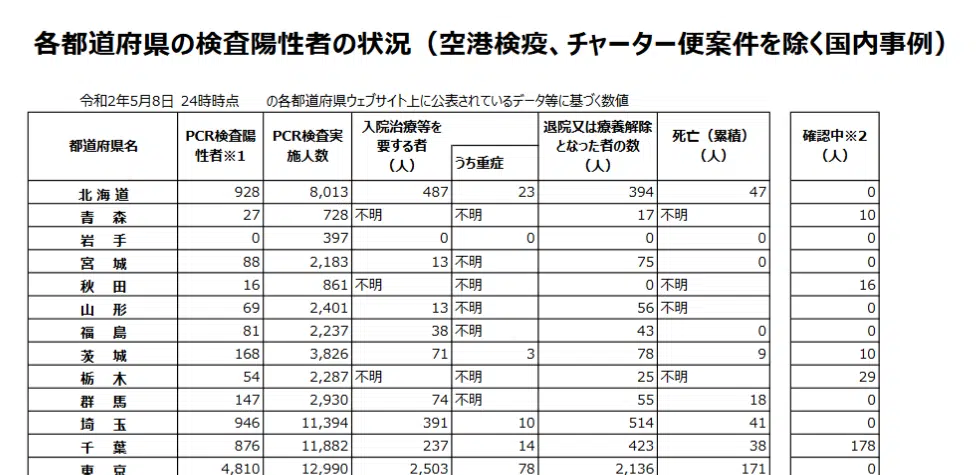 各都道府県の検査陽性者の状況（空港検疫、チャーター便案件を除く国内事例）
令和2年5月8日 24時時点 の各都道府県ウェブサイト上に公表されているデータ等に基づく数値
都道府県名 PCR検査陽性者※1 PCR検査実施人数 入院治療等を要する者（人） うち重症 退院又は療養解除となった者の数（人） 死亡（累積）（人） 確認中※2（人）
北海道 928 8,013 487 23 394 47 0
青森 27 728 不明 不明 17 不明 10
岩手 0 397 0 0 0 0 0
宮城 88 2,183 13 不明 75 0 0
秋田 16 861 不明 不明 0 不明 16
山形 69 2,401 13 不明 56 不明 0
福島 81 2,237 38 不明 43 0 0
茨城 168 3,826 71 3 78 9 10
栃木 54 2,287 不明 不明 25 不明 29
群馬 147 2,930 74 不明 55 18 0
埼玉 946 11,394 391 10 514 41 0
千葉 876 11,882 237 14 423 38 178
東京 4,810 12,990 2,503 78 2,136 171 0